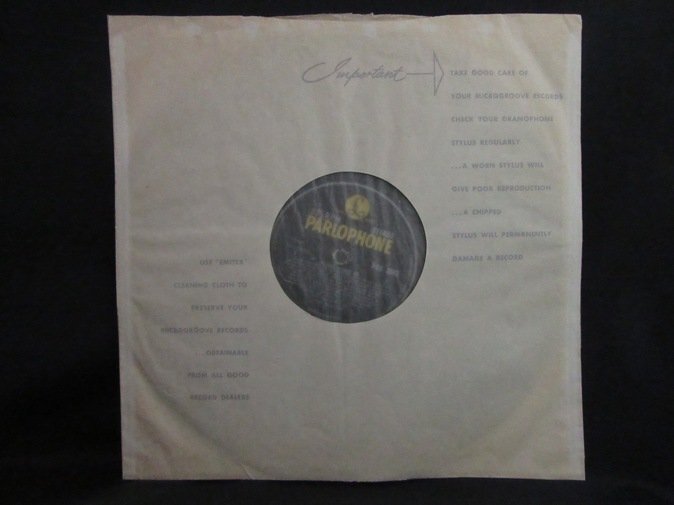 Important
TAKE GOOD CARE OF
YOUR MICROGROOVE RECORDS
CHECK YOUR GRAMOPHONE
STYLUS REGULARLY
...A WORN STYLUS WILL
GIVE POOR REPRODUCTION
...A CHIPPED
STYLUS WILL PERMANENTLY
DAMAGE A RECORD
PARLOPHONE
USE "EMITEX"
CLEANING CLOTH TO
PRESERVE YOUR
MICROGROOVE RECORDS
...OBTAINABLE
FROM ALL GOOD
RECORD DEALERS